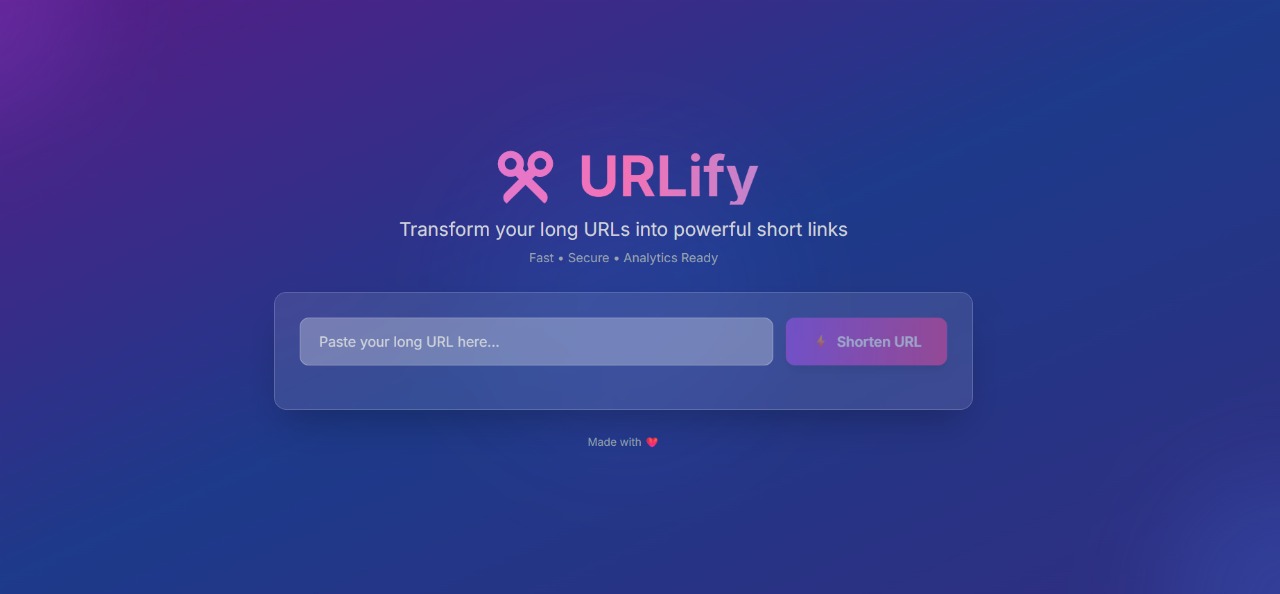 URLify
Transform your long URLs into powerful short links
Fast • Secure • Analytics Ready
Paste your long URL here...
Shorten URL
Made with 💔